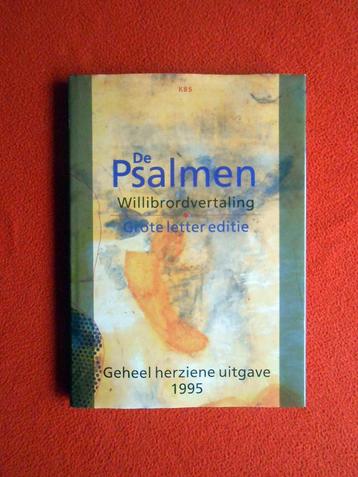 KBS
De
Psalmen
Willibrordvertaling
Grote letter editie
Geheel herziene uitgave
1995